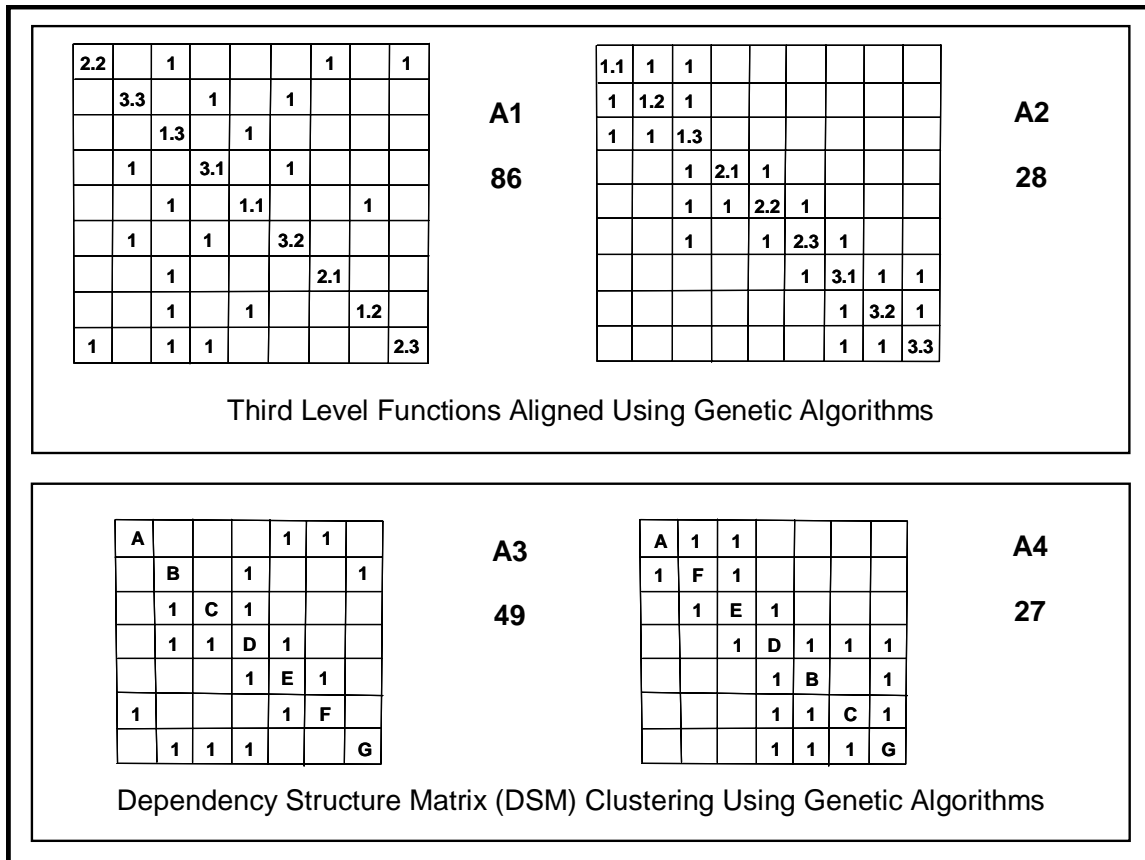 2.2 1 1 1
3.3 1 1
1.3 1
1 3.1 1
1 1.1 1
1 1 3.2
1 2.1
1 1 1.2
1 1 1 2.3
A1
86
1.1 1 1
1 1.2 1
1 1 1.3
1 2.1 1
1 1 2.2 1
1 1 2.3 1
1 3.1 1 1
1 3.2 1
1 1 3.3
A2
28
Third Level Functions Aligned Using Genetic Algorithms
A 1 1
B 1 1
1 C 1
1 1 D 1
1 E 1
1 1 F
1 1 1 G
A3
49
A 1 1
1 F 1
1 E 1
1 D 1 1 1
1 B 1
1 1 C 1
1 1 1 G
A4
27
Dependency Structure Matrix (DSM) Clustering Using Genetic Algorithms